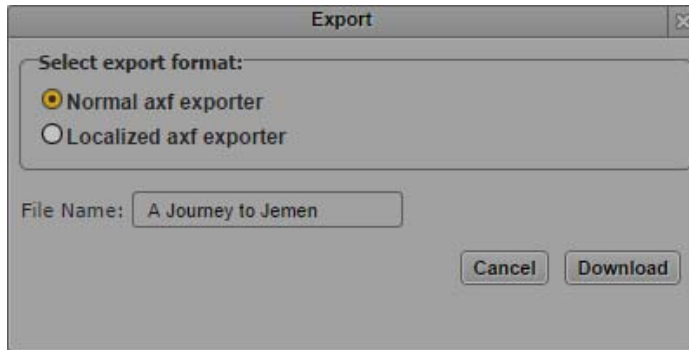 Export
Select export format:
Normal axf exporter
Localized axf exporter
File Name: A Journey to Jemen
Cancel Download